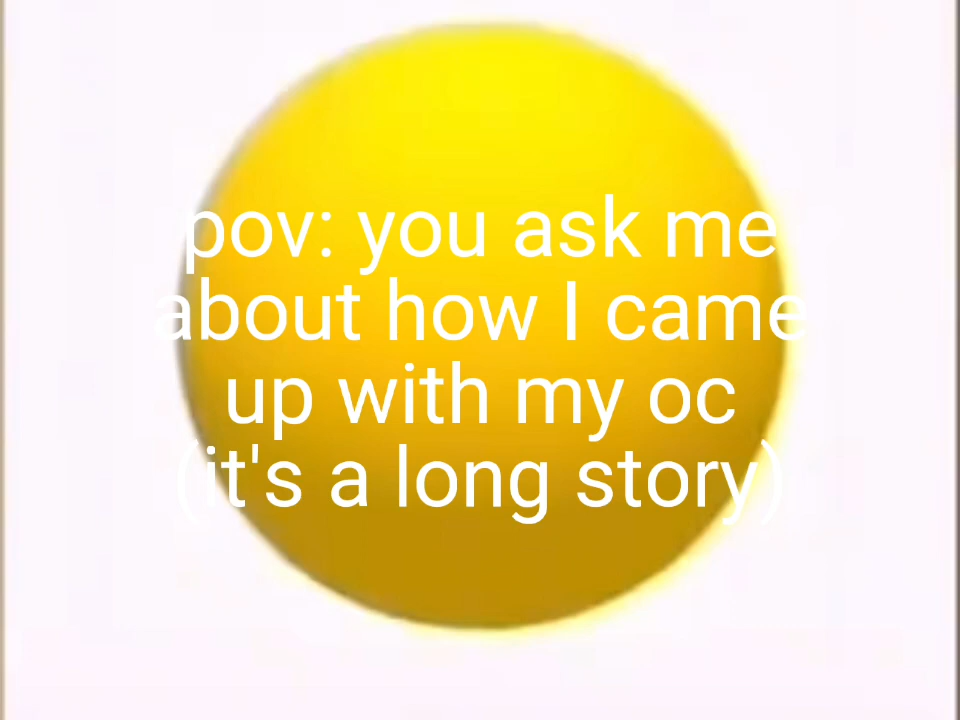 pov: you ask me
about how I came
up with my oc
(it's a long story)